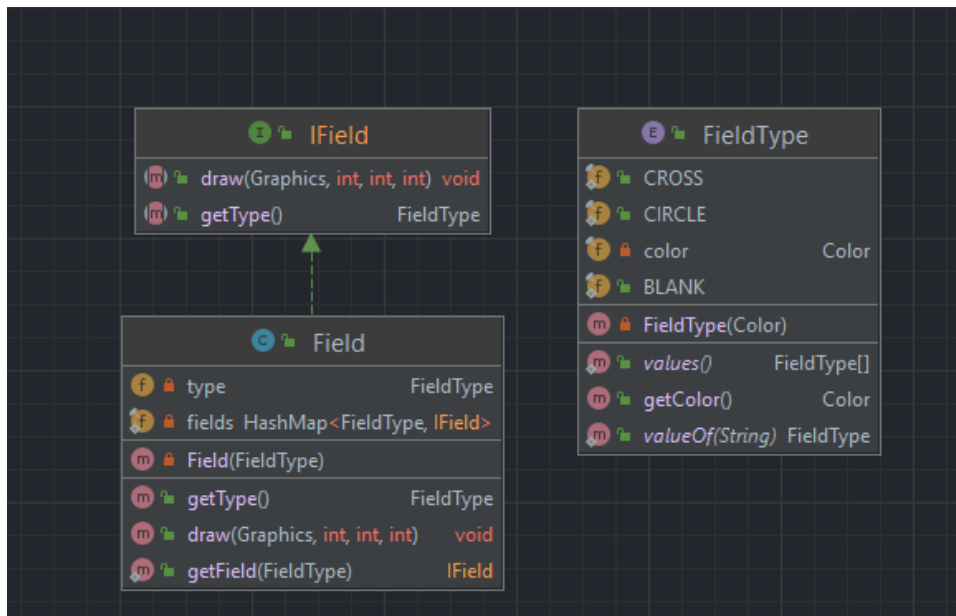 IField
draw(Graphics, int, int, int) void
getType() FieldType
Field
type FieldType
fields HashMap<FieldType, IField>
Field(FieldType)
getType() FieldType
draw(Graphics, int, int, int) void
getField(FieldType) IField
FieldType
CROSS
CIRCLE
color Color
BLANK
FieldType(Color)
values() FieldType[]
getColor() Color
valueOf(String) FieldType